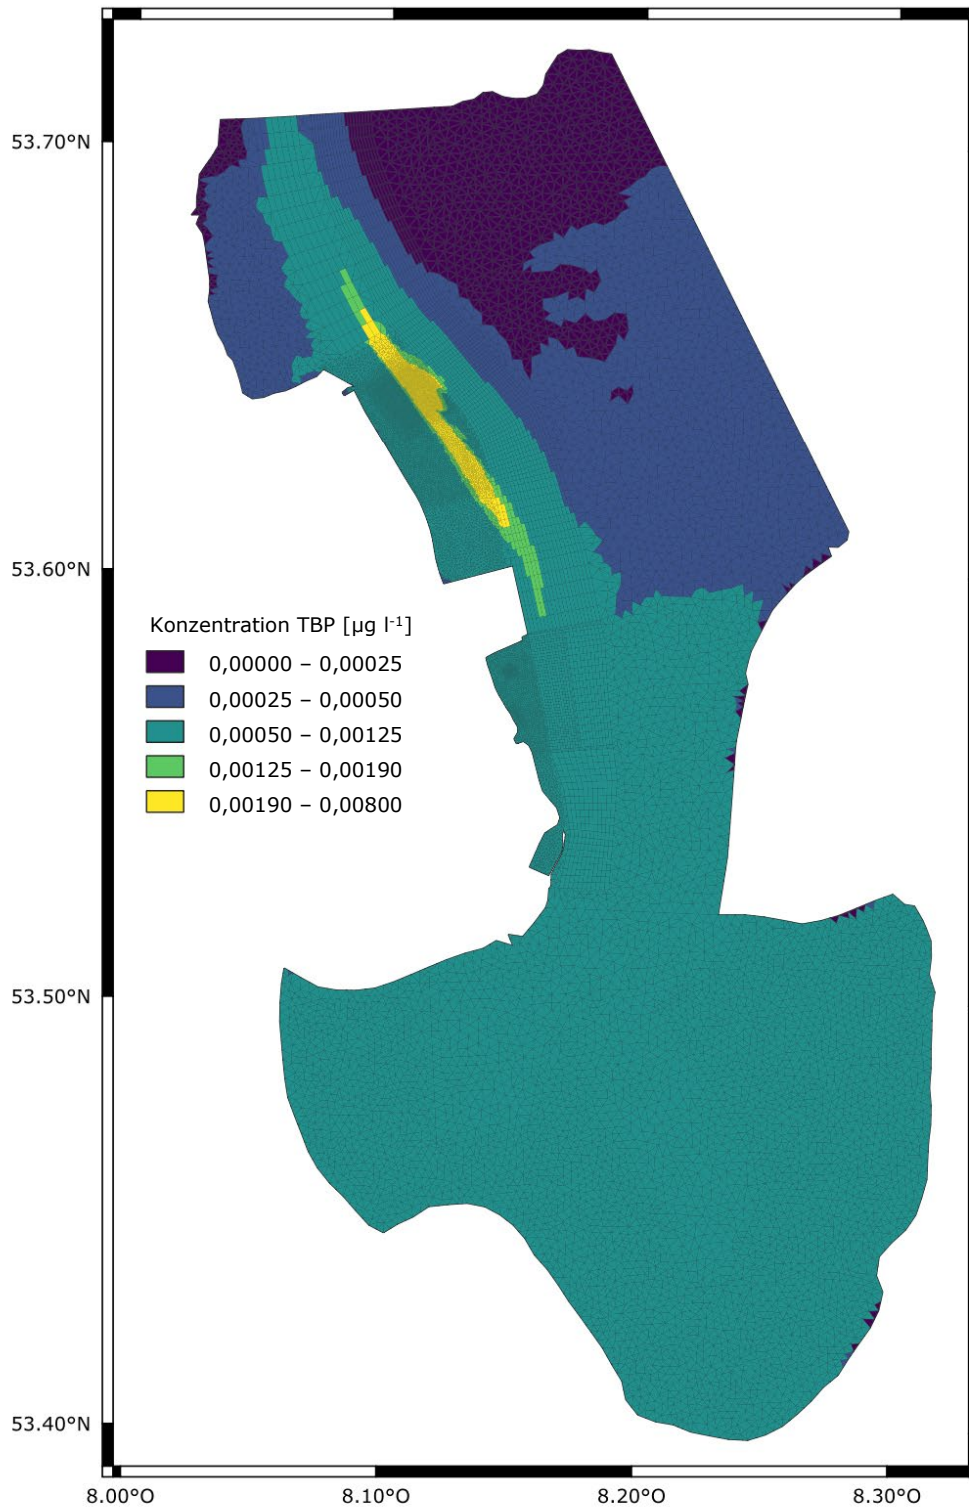 53.70°N
53.60°N
Konzentration TBP [µg l-1]
0,00000 – 0,00025
0,00025 – 0,00050
0,00050 – 0,00125
0,00125 – 0,00190
0,00190 – 0,00800
53.50°N
53.40°N
8.00°O 8.10°O 8.20°O 8.30°O